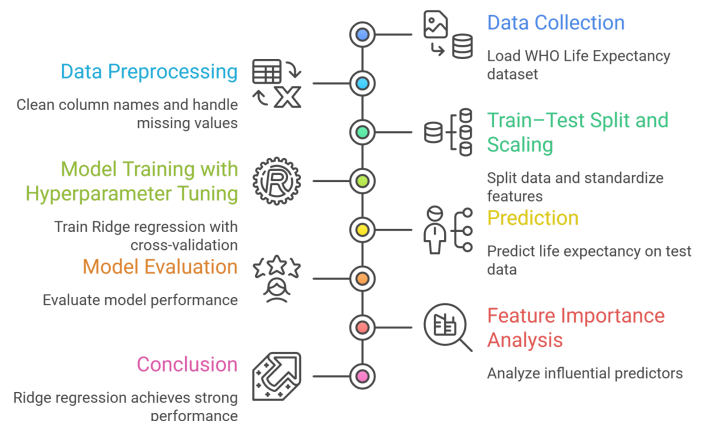 Data Collection
Load WHO Life Expectancy
dataset
Data Preprocessing
Clean column names and handle
missing values
Train–Test Split and
Scaling
Split data and standardize
features
Model Training with
Hyperparameter Tuning
Train Ridge regression with
cross-validation
Prediction
Predict life expectancy on test
data
Model Evaluation
Evaluate model performance
Feature Importance
Analysis
Analyze influential predictors
Conclusion
Ridge regression achieves strong
performance